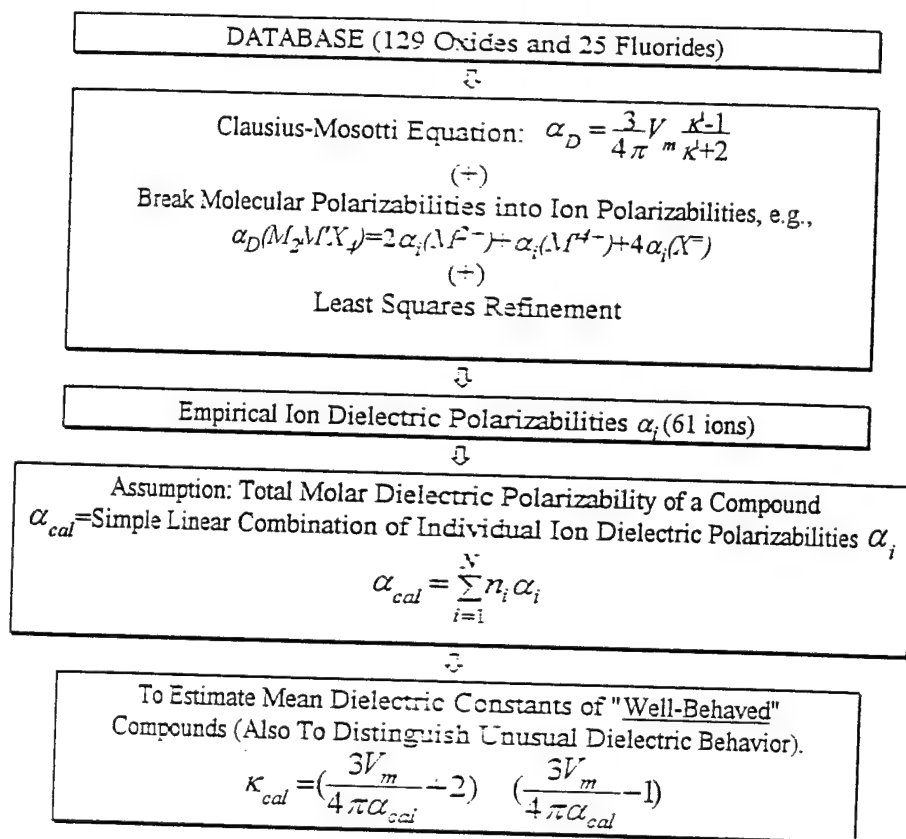 DATABASE (129 Oxides and 25 Fluorides)
⇩
Clausius-Mosotti Equation: α_D = 3/4π V_m κ'-1/κ'+2
(÷)
Break Molecular Polarizabilities into Ion Polarizabilities, e.g.,
α_D(M₂M'X₄)=2α_i(M²⁻)÷α_i(M'⁴⁻)+4α_i(X⁼)
(÷)
Least Squares Refinement
⇩
Empirical Ion Dielectric Polarizabilities α_i (61 ions)
⇩
Assumption: Total Molar Dielectric Polarizability of a Compound
α_cal=Simple Linear Combination of Individual Ion Dielectric Polarizabilities α_i
α_cal = Σ_{i=1}^{N} n_i α_i
⇩
To Estimate Mean Dielectric Constants of "Well-Behaved"
Compounds (Also To Distinguish Unusual Dielectric Behavior).
κ_cal =(3V_m/4πα_cal ÷2) (3V_m/4πα_cal -1)